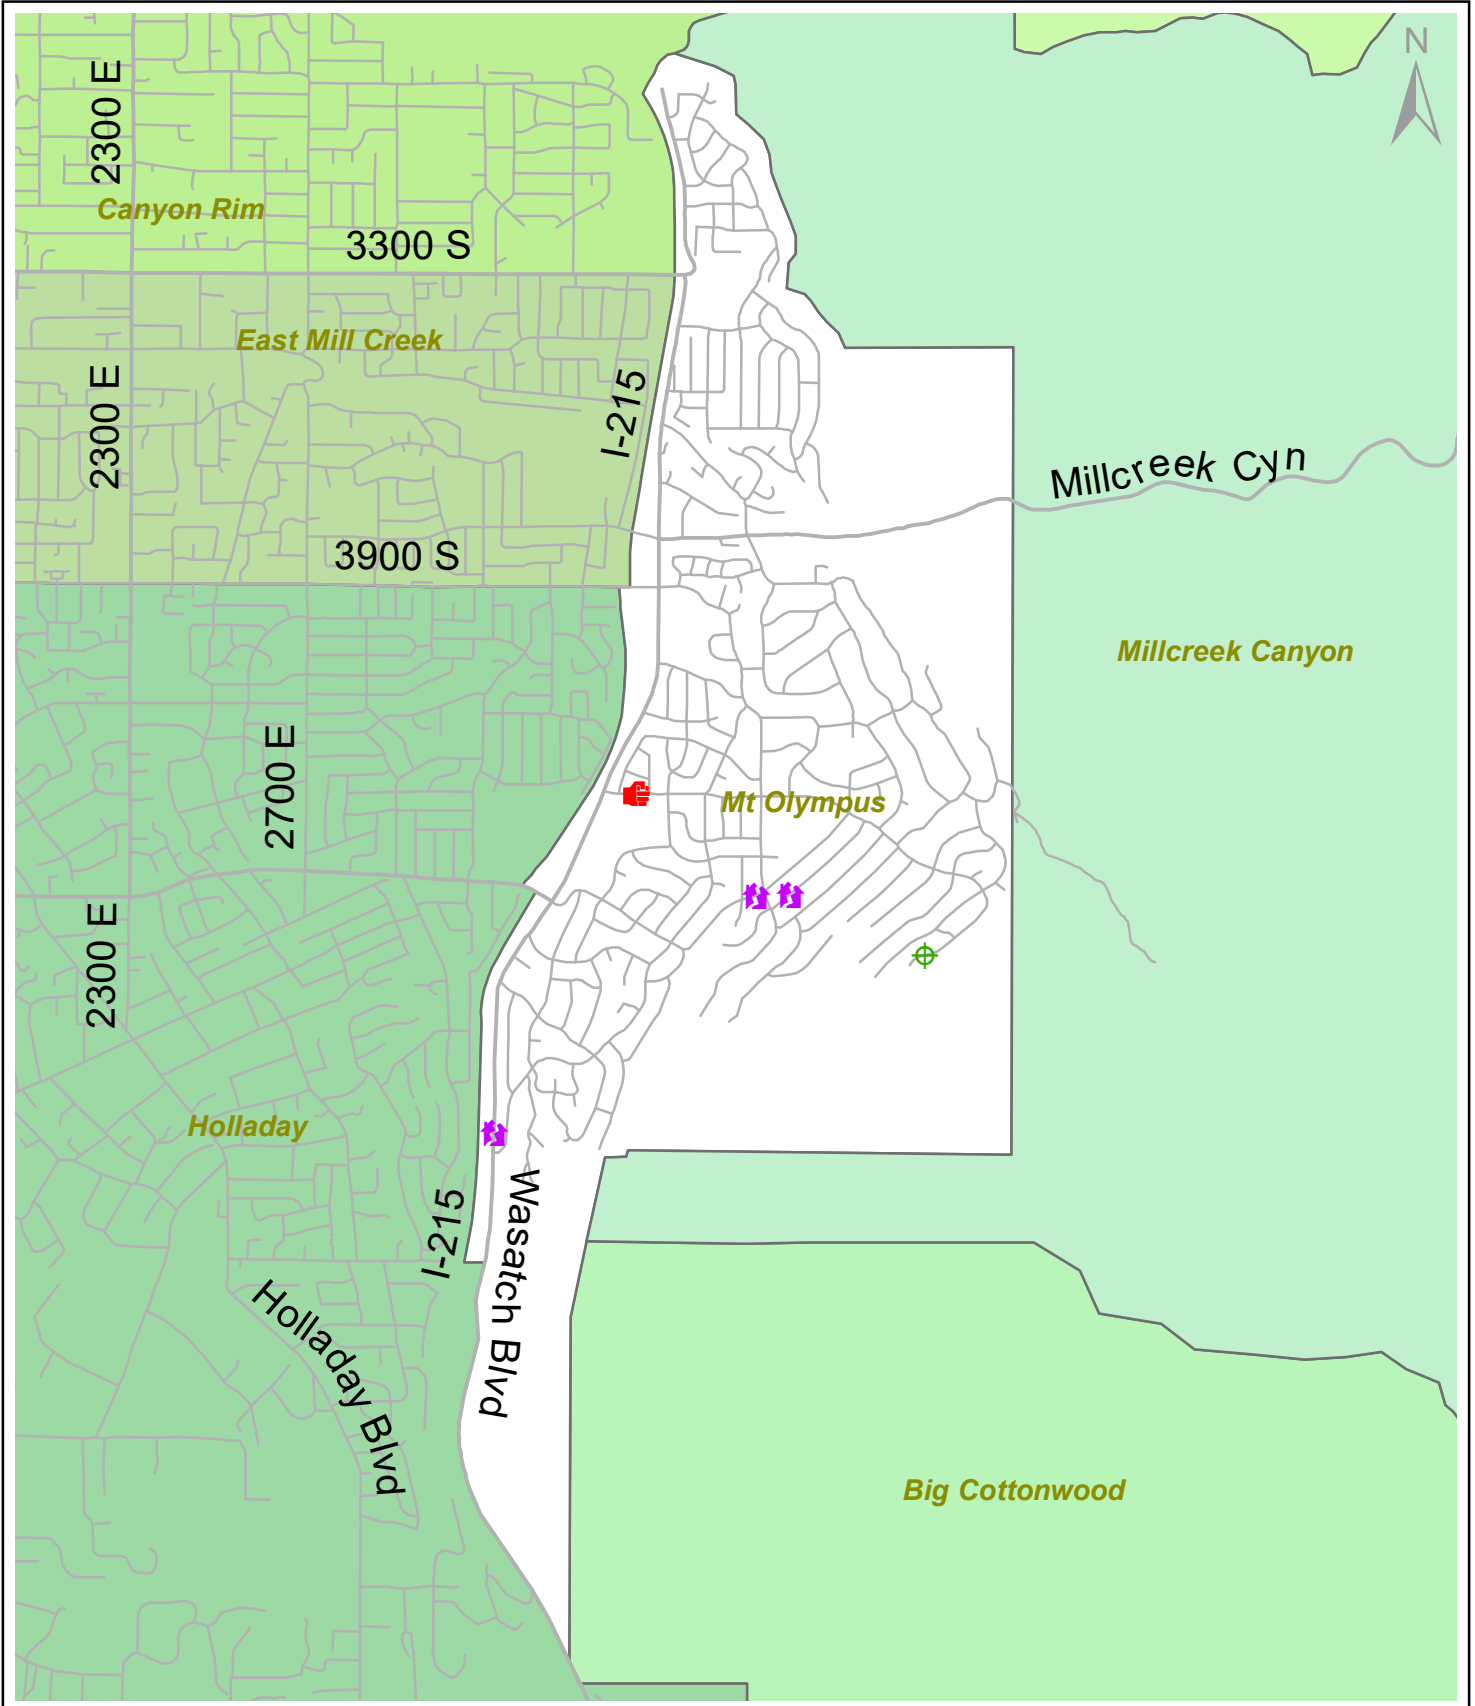 N
2300 E
Canyon Rim
3300 S
East Mill Creek
2300 E
I-215
Millcreek Cyn
3900 S
Millcreek Canyon
2700 E
Mt Olympus
2300 E
Holladay
I-215
Wasatch Blvd
Holladay Blvd
Big Cottonwood